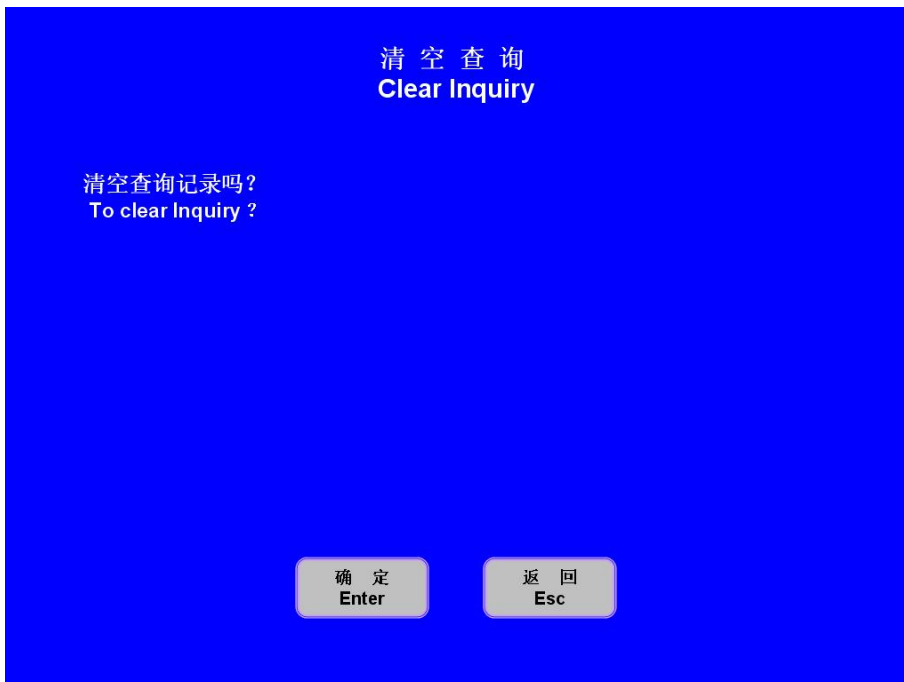 清 空 查 询
Clear Inquiry
清空查询记录吗？
To clear Inquiry ?
确 定
Enter
返 回
Esc